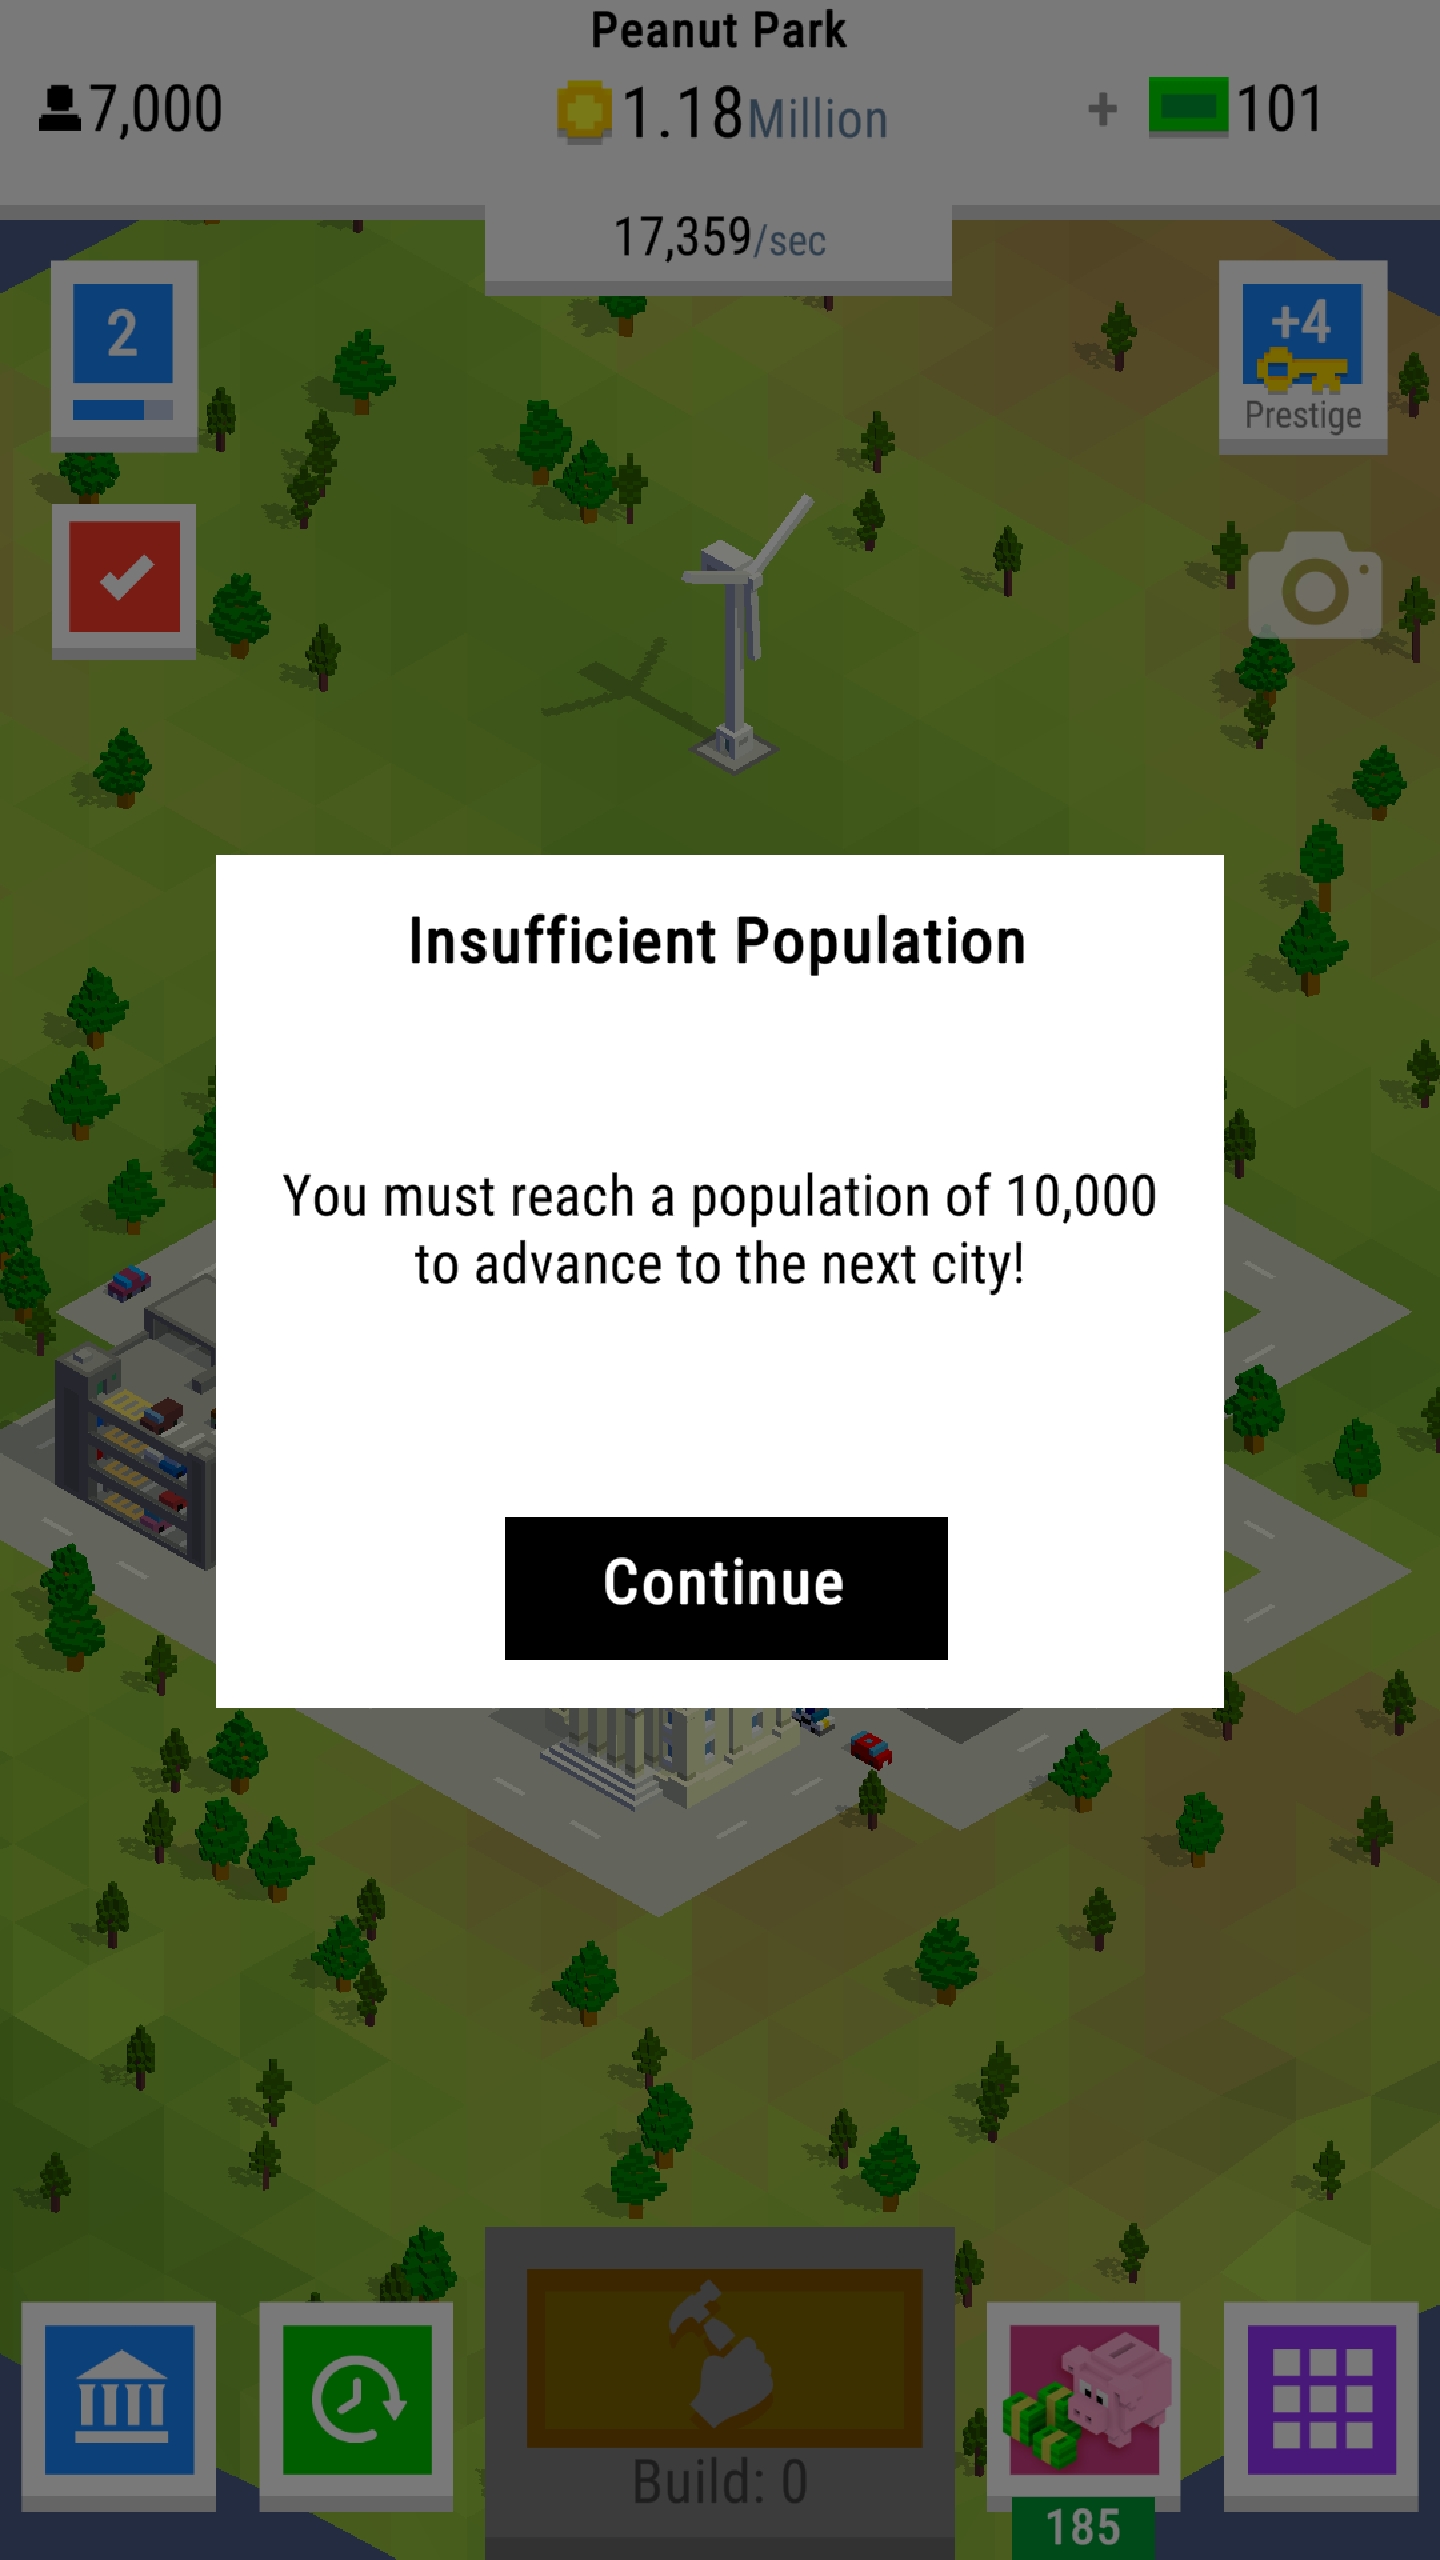 Peanut Park
7,000
1.18Million
+ 101
17,359/sec
2
+4
Prestige
Insufficient Population
You must reach a population of 10,000
to advance to the next city!
Continue
Build: 0
185